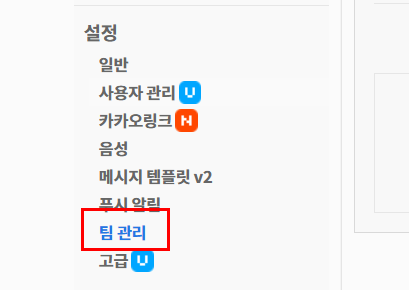 설정
일반
사용자 관리 U
카카오링크 N
음성
메시지 템플릿 v2
푸시 알림
팀 관리
고급 U